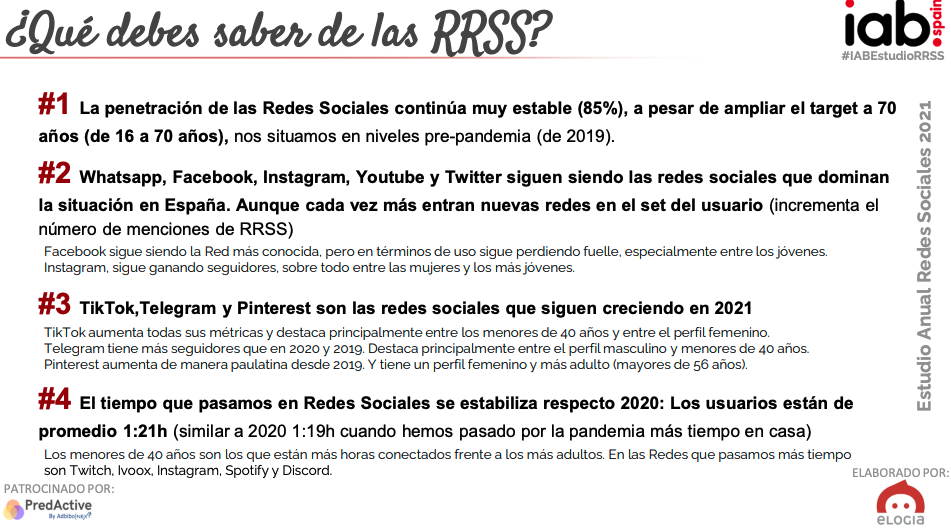 ¿Qué debes saber de las RRSS?
iab.spain
#IABEstudioRRSS
#1 La penetración de las Redes Sociales continúa muy estable (85%), a pesar de ampliar el target a 70
años (de 16 a 70 años), nos situamos en niveles pre-pandemia (de 2019).
#2 Whatsapp, Facebook, Instagram, Youtube y Twitter siguen siendo las redes sociales que dominan
la situación en España. Aunque cada vez más entran nuevas redes en el set del usuario (incrementa el
número de menciones de RRSS)
Facebook sigue siendo la Red más conocida, pero en términos de uso sigue perdiendo fuelle, especialmente entre los jóvenes.
Instagram, sigue ganando seguidores, sobre todo entre las mujeres y los más jóvenes.
#3 TikTok,Telegram y Pinterest son las redes sociales que siguen creciendo en 2021
TikTok aumenta todas sus métricas y destaca principalmente entre los menores de 40 años y entre el perfil femenino.
Telegram tiene más seguidores que en 2020 y 2019. Destaca principalmente entre el perfil masculino y menores de 40 años.
Pinterest aumenta de manera paulatina desde 2019. Y tiene un perfil femenino y más adulto (mayores de 56 años).
#4 El tiempo que pasamos en Redes Sociales se estabiliza respecto 2020: Los usuarios están de
promedio 1:21h (similar a 2020 1:19h cuando hemos pasado por la pandemia más tiempo en casa)
Los menores de 40 años son los que están más horas conectados frente a los más adultos. En las Redes que pasamos más tiempo
son Twitch, Ivoox, Instagram, Spotify y Discord.
Estudio Anual Redes Sociales 2021
PATROCINADO POR:
PredActive
By Adbibo|NEXT
ELABORADO POR:
eLOGIA